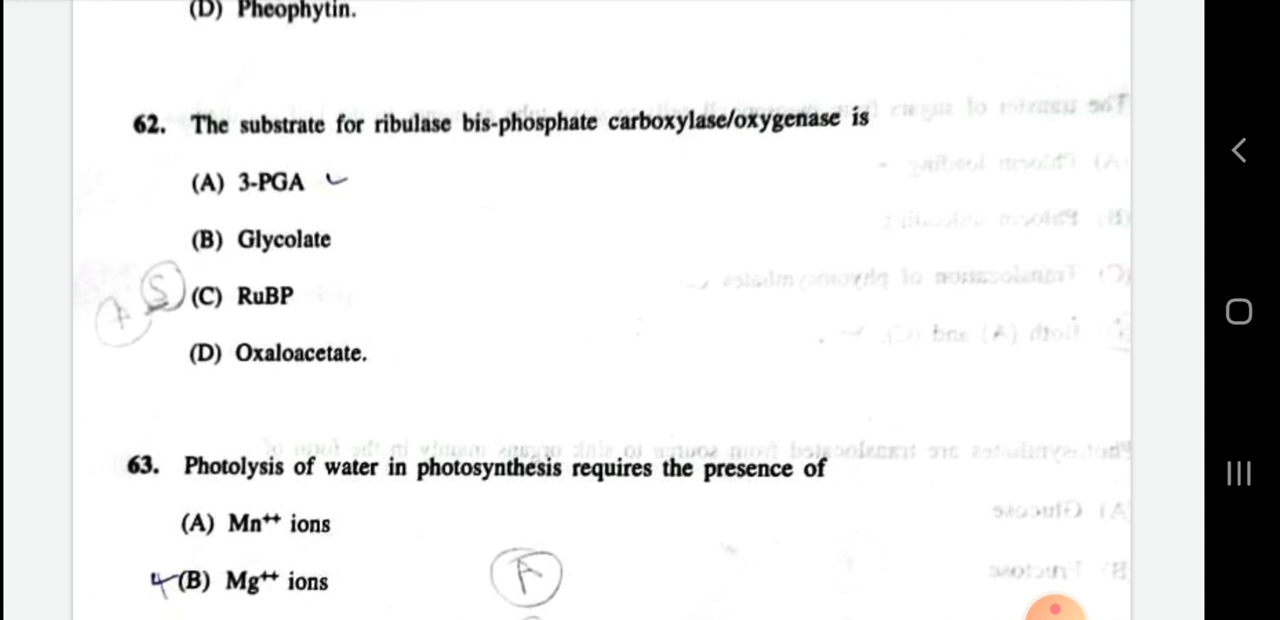 (D) Pheophytin.
62. The substrate for ribulase bis-phosphate carboxylase/oxygenase is
(A) 3-PGA
(B) Glycolate
(C) RuBP
(D) Oxaloacetate.
63. Photolysis of water in photosynthesis requires the presence of
(A) Mn⁺⁺ ions
(B) Mg⁺⁺ ions
A